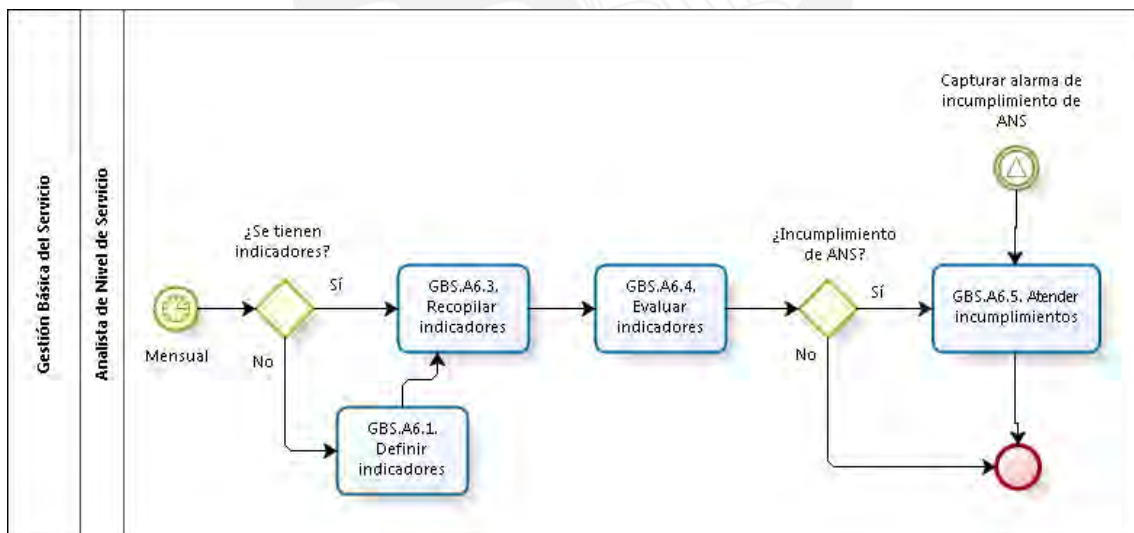 Gestión Básica del Servicio
Analista de Nivel de Servicio
Mensual
¿Se tienen
indicadores?
Sí
No
GBS.A6.1.
Definir
indicadores
GBS.A6.3.
Recopilar
indicadores
GBS.A6.4.
Evaluar
indicadores
¿Incumplimiento
de ANS?
Sí
No
Capturar alarma de
incumplimiento de
ANS
GBS.A6.5. Atender
incumplimientos